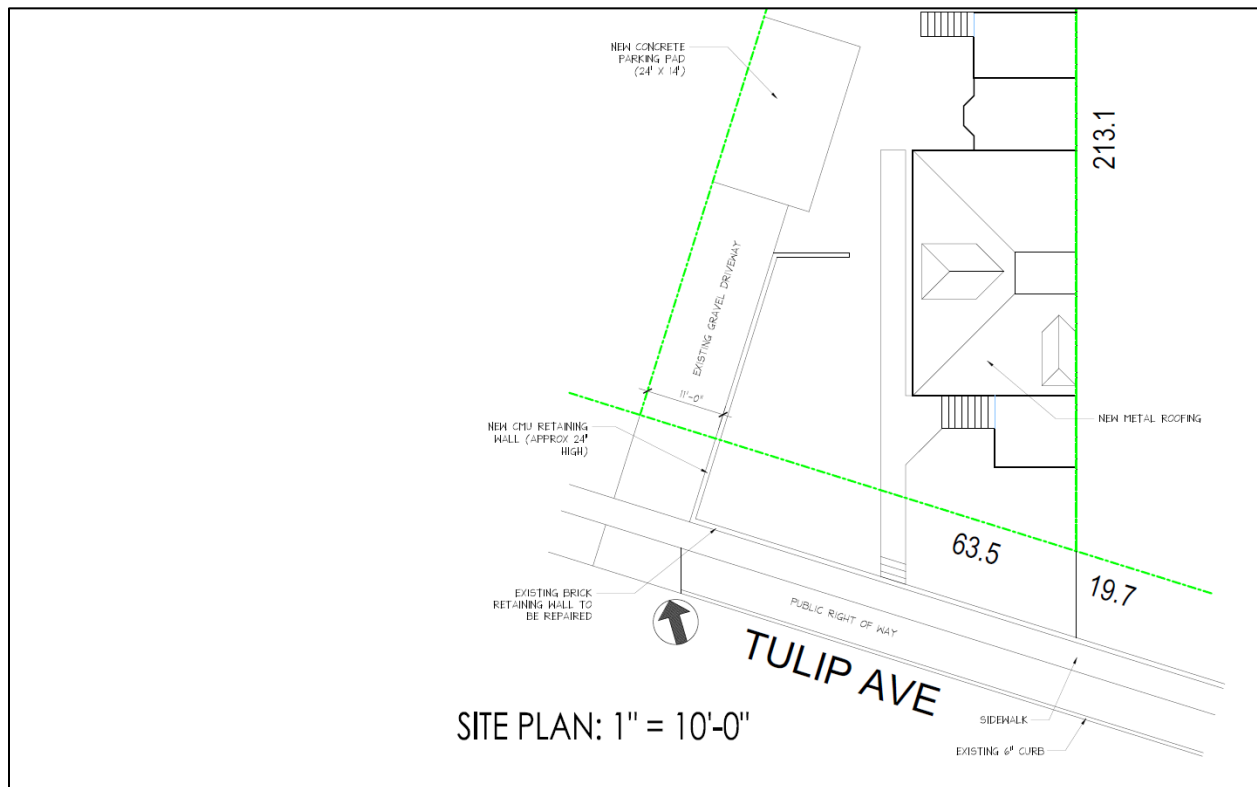 NEW CONCRETE
PARKING PAD
(24' X 14')
213.1
EXISTING GRAVEL DRIVEWAY
11'-0"
NEW CMU RETAINING
WALL (APPROX 24"
HIGH)
NEW METAL ROOFING
63.5
19.7
EXISTING BRICK
RETAINING WALL TO
BE REPAIRED
PUBLIC RIGHT OF WAY
TULIP AVE
SITE PLAN: 1" = 10'-0"
SIDEWALK
EXISTING 6" CURB